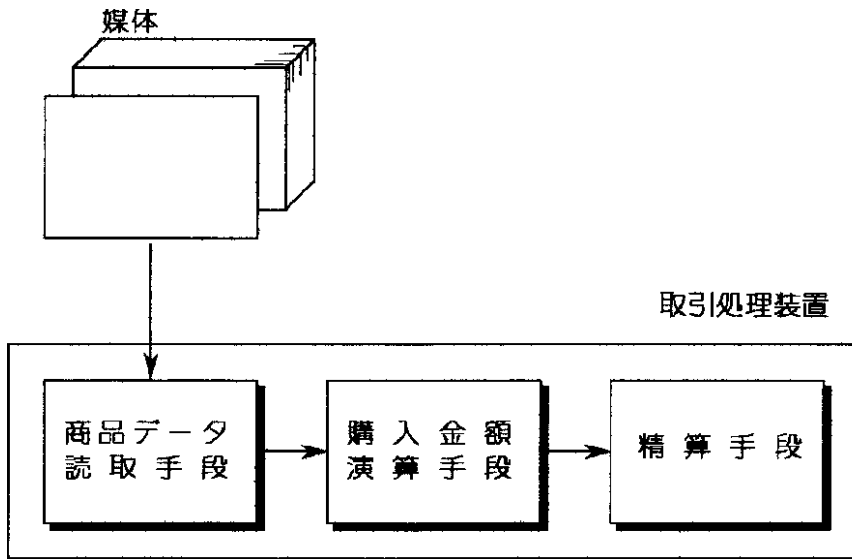 媒体
取引処理装置
商品データ
読取手段
購入金額
演算手段
精算手段